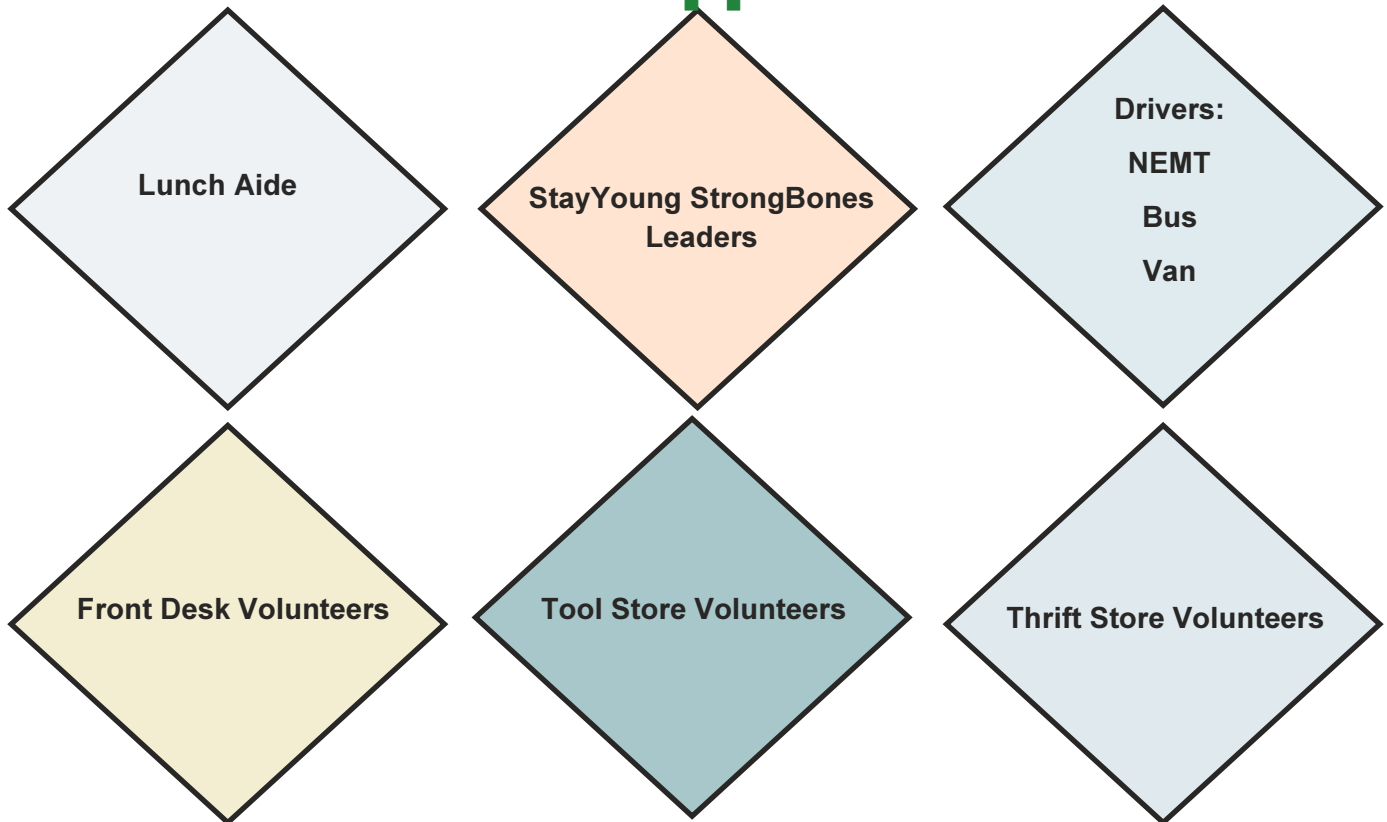 Lunch Aide
StayYoung StrongBones
Leaders
Drivers:
NEMT
Bus
Van
Front Desk Volunteers
Tool Store Volunteers
Thrift Store Volunteers